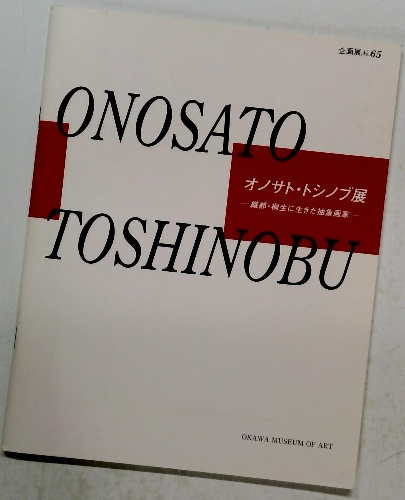 企画展No.65
ONOSATO
オノサト・トシノブ展
― 織都・桐生に生きた抽象画家 ―
TOSHINOBU
OKAWA MUSEUM OF ART